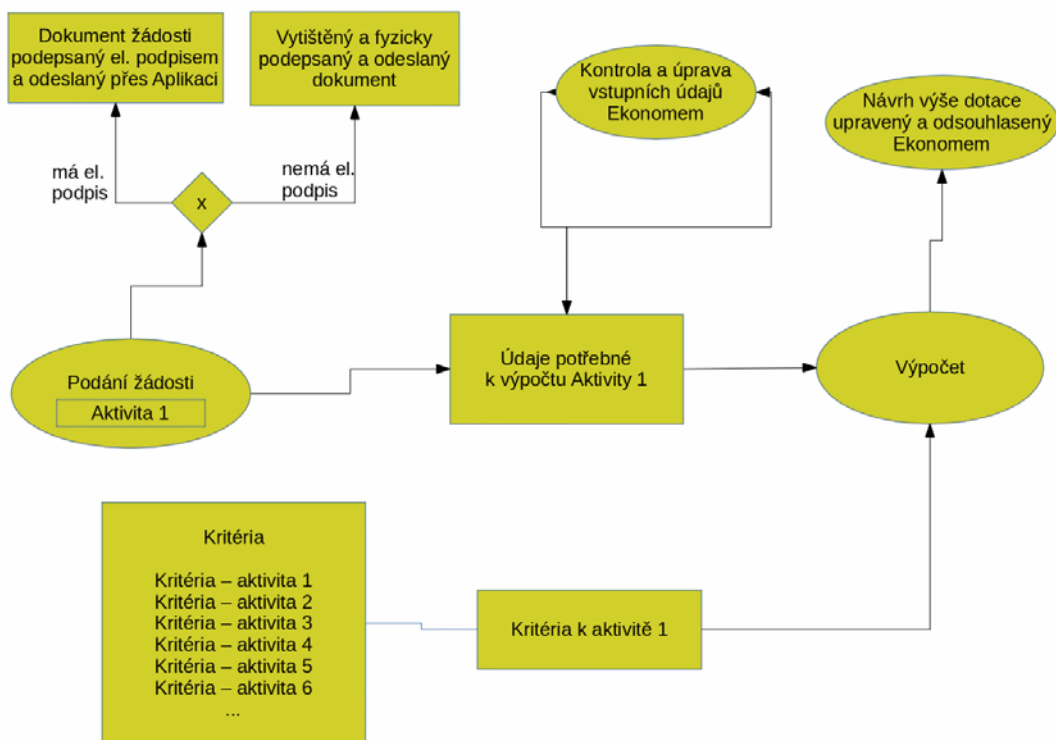 Dokument žádosti
podepsaný el. podpisem
a odeslaný přes Aplikaci
Vytištěný a fyzicky
podepsaný a odeslaný
dokument
Kontrola a úprava
vstupních údajů
Ekonomem
Návrh výše dotace
upravený a odsouhlasený
Ekonomem
má el.
podpis
nemá el.
podpis
x
Podání žádosti
Aktivita 1
Údaje potřebné
k výpočtu Aktivity 1
Výpočet
Kritéria
Kritéria – aktivita 1
Kritéria – aktivita 2
Kritéria – aktivita 3
Kritéria – aktivita 4
Kritéria – aktivita 5
Kritéria – aktivita 6
...
Kritéria k aktivitě 1